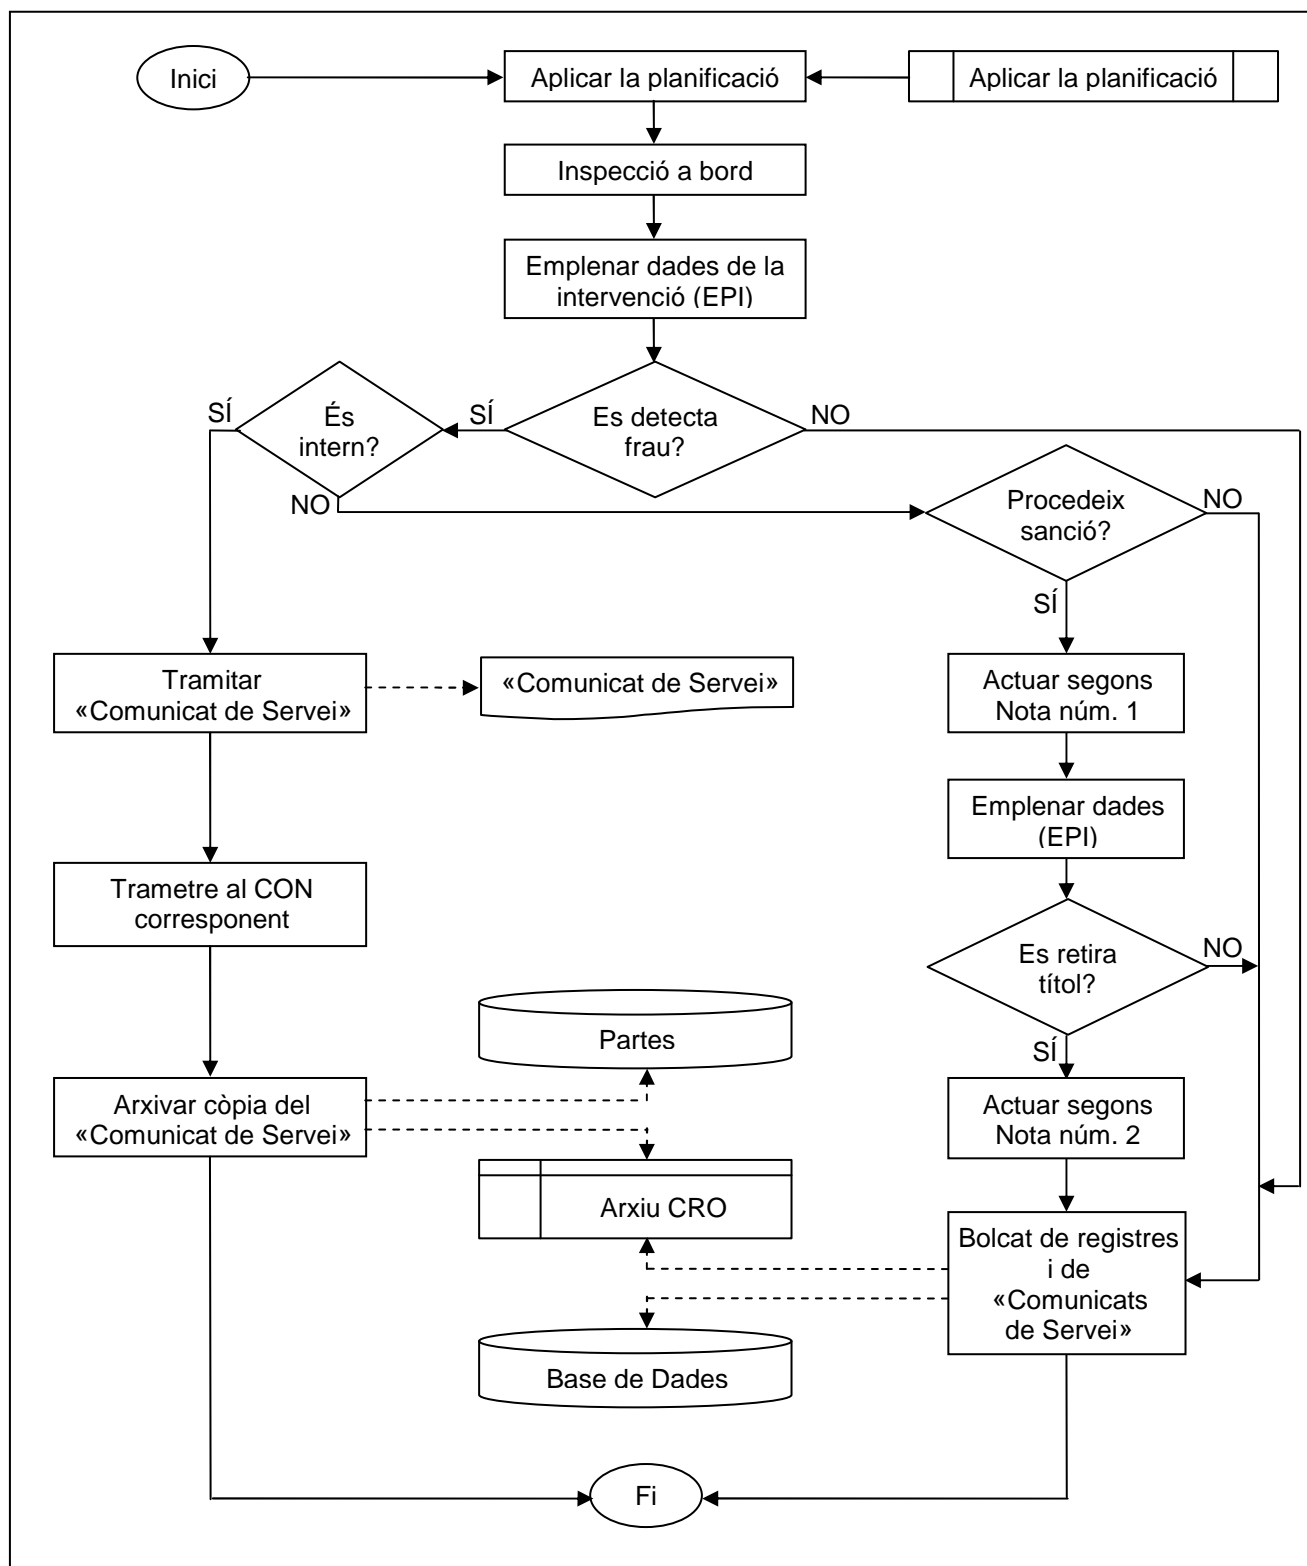 Inici
Aplicar la planificació
Aplicar la planificació
Inspecció a bord
Emplenar dades de la
intervenció (EPI)
SÍ
És
intern?
SÍ
Es detecta
frau?
NO
NO
Procedeix
sanció?
NO
SÍ
Tramitar
«Comunicat de Servei»
«Comunicat de Servei»
Actuar segons
Nota núm. 1
Emplenar dades
(EPI)
Trametre al CON
corresponent
Es retira
títol?
NO
Partes
SÍ
Arxivar còpia del
«Comunicat de Servei»
Actuar segons
Nota núm. 2
Arxiu CRO
Bolcat de registres
i de
«Comunicats
de Servei»
Base de Dades
Fi